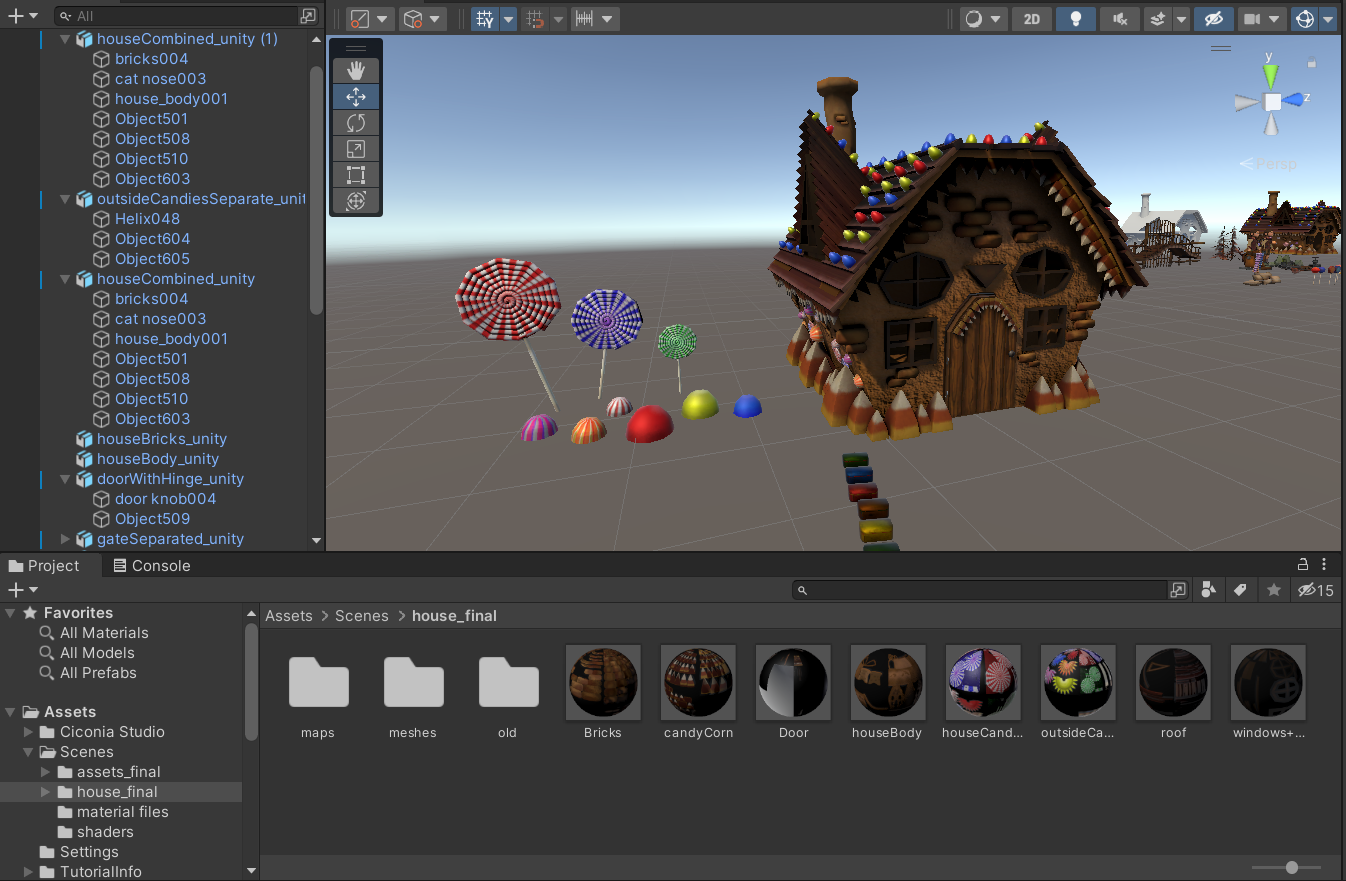 All
2D
houseCombined_unity (1)
bricks004
cat nose003
house_body001
Object501
Object508
Object510
Object603
outsideCandiesSeparate_unit
Helix048
Object604
Object605
houseCombined_unity
bricks004
cat nose003
house_body001
Object501
Object508
Object510
Object603
houseBricks_unity
houseBody_unity
doorWithHinge_unity
door knob004
Object509
gateSeparated_unity
y
z
Persp
Project
Console
15
Favorites
All Materials
All Models
All Prefabs
Assets
Ciconia Studio
Scenes
assets_final
house_final
material files
shaders
Settings
TutorialInfo
Assets > Scenes > house_final
maps
meshes
old
Bricks
candyCorn
Door
houseBody
houseCand...
outsideCa...
roof
windows+...